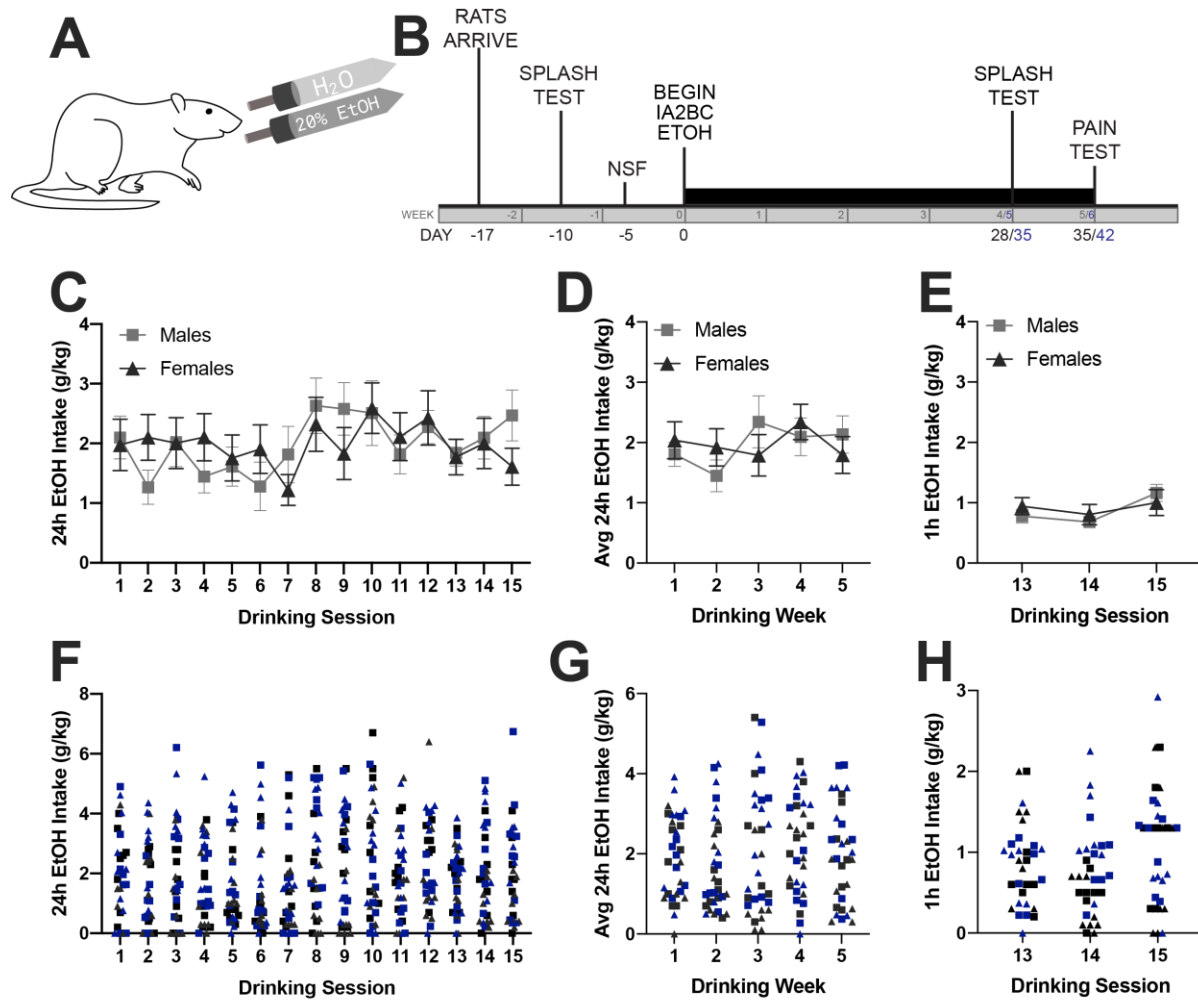 A
H2O
20% EtOH
B
RATS
ARRIVE
SPLASH
TEST
NSF
BEGIN
IA2BC
ETOH
SPLASH
TEST
PAIN
TEST
WEEK -2 -1 0 1 2 3 4/5 5/6
DAY -17 -10 -5 0 28/35 35/42
C
Males
Females
24h EtOH Intake (g/kg)
4
3
2
1
0
1 2 3 4 5 6 7 8 9 10 11 12 13 14 15
Drinking Session
D
Males
Females
Avg 24h EtOH Intake (g/kg)
4
3
2
1
0
1 2 3 4 5
Drinking Week
E
Males
Females
1h EtOH Intake (g/kg)
4
3
2
1
0
13 14 15
Drinking Session
F
24h EtOH Intake (g/kg)
8
6
4
2
0
1 2 3 4 5 6 7 8 9 10 11 12 13 14 15
Drinking Session
G
Avg 24h EtOH Intake (g/kg)
6
4
2
0
1 2 3 4 5
Drinking Week
H
1h EtOH Intake (g/kg)
3
2
1
0
13 14 15
Drinking Session